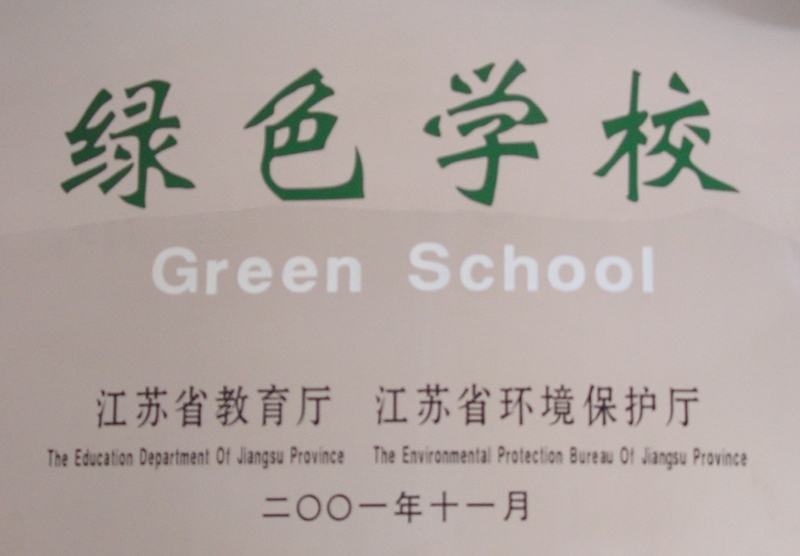 绿色学校
Green School
江苏省教育厅 江苏省环境保护厅
The Education Department Of Jiangsu Province The Environmental Protection Bureau Of Jiangsu Province
二〇〇一年十一月